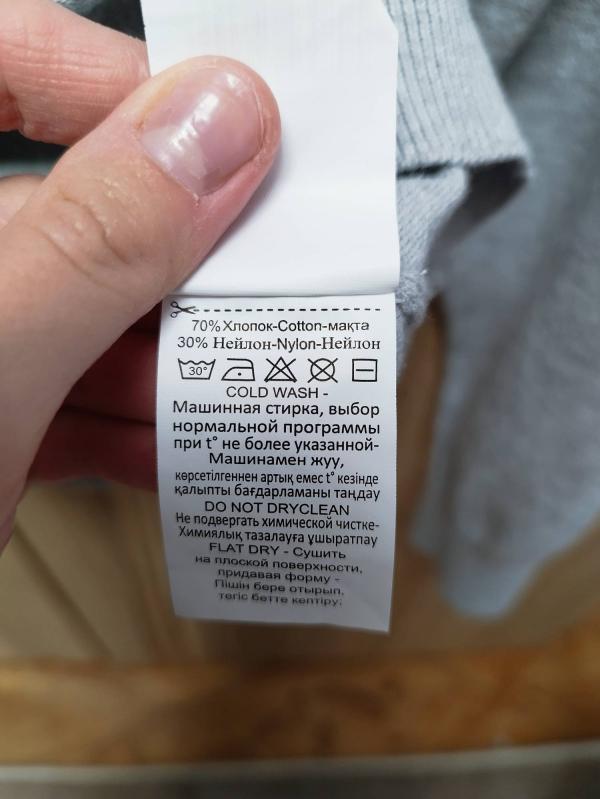 70% Хлопок-Cotton-мақта
30% Нейлон-Nylon-Нейлон
30°
COLD WASH -
Машинная стирка, выбор
нормальной программы
при t° не более указанной-
Машинамен жуу,
көрсетілгеннен артық емес t° кезінде
қалыпты бағдарламаны таңдау
DO NOT DRYCLEAN
Не подвергать химической чистке-
Химиялық тазалауға ұшыратпау
FLAT DRY - Сушить
на плоской поверхности,
придавая форму -
Пішін бере отырып,
тегіс бетте кептіру;